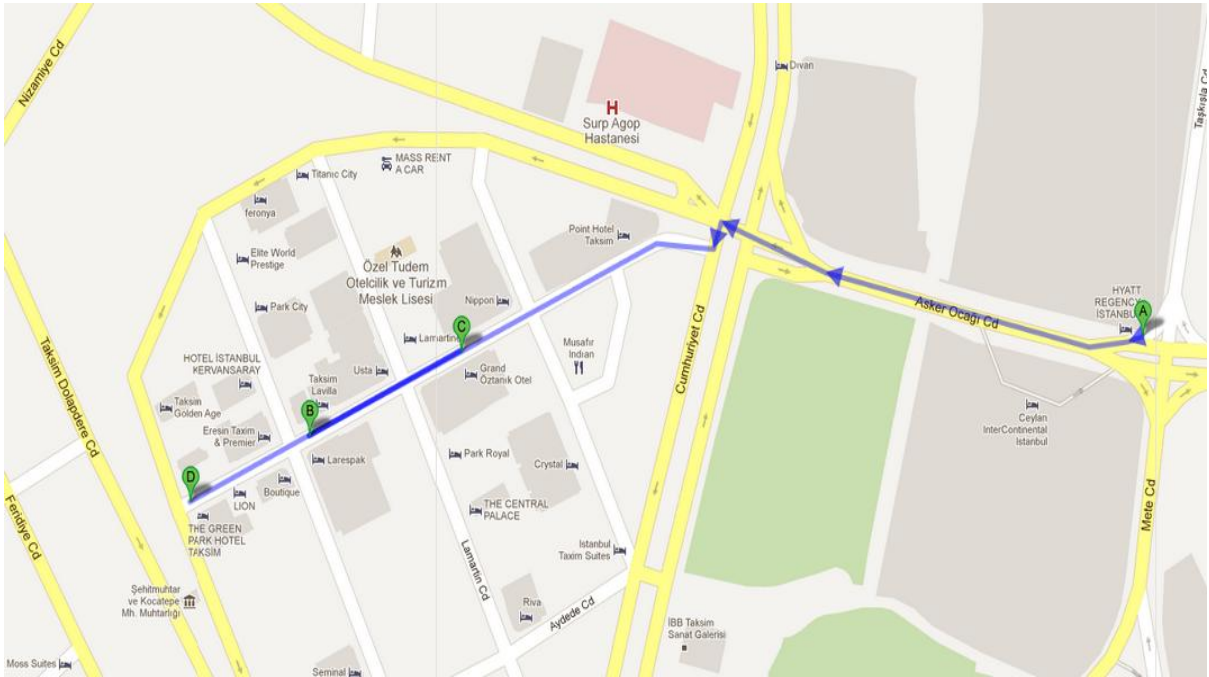 Nizamiye Cd
Divan
Taşkışla Cd
H
Surp Agop
Hastanesi
MASS RENT
A CAR
Titanic City
feronya
Point Hotel
Taksim
Elite World
Prestige
Özel Tudem
Otelcilik ve Turizm
Meslek Lisesi
Park City
Nippon
Asker Ocağı Cd
HYATT
REGENCY
İSTANBUL
A
C
Lamartine
Musafır
Indian
HOTEL İSTANBUL
KERVANSARAY
Usta
Grand
Öztanık Otel
Cumhuriyet Cd
Taksim Dolapdere Cd
Taksim
Lavilla
Taksim
Golden Age
B
Eresin Taxim
& Premier
Ceylan
InterContinental
Istanbul
Larespak
Park Royal
Crystal
D
LION
Boutique
THE GREEN
PARK HOTEL
TAKSİM
THE CENTRAL
PALACE
Mete Cd
Feridiye Cd
Lamartin Cd
Istanbul
Taxim Suites
Şehitmuhtar
ve Kocatepe
Mh. Muhtarlığı
Riva
Aydede Cd
İBB Taksim
Sanat Galerisi
Moss Suites
Seminal